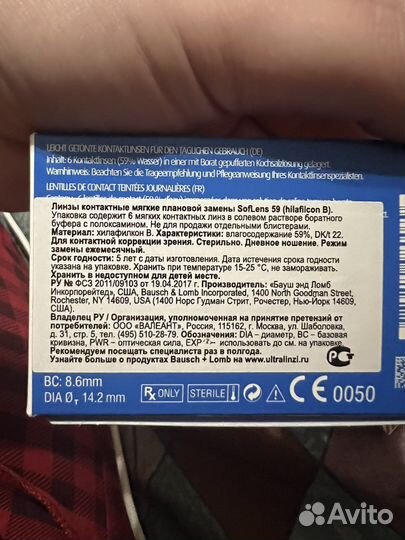 LEICHT GETÖNTE KONTAKTLINSEN FÜR DEN TÄGLICHEN GEBRAUCH (DE)
Inhalt: 6 Kontaktlinsen (59% Wasser) in einer mit Borat gepufferten Kochsalzlösung gelagert.
Warnhinweis: Beachten Sie die Trageempfehlung und Hinweise Ihres Kontaktlinsenspezialisten.
LENTILLES DE CONTACT TEINTÉES JOURNALIÈRES (FR)
Линзы контактные мягкие плановой замены SofLens 59 (hilafilcon B).
Упаковка содержит 6 мягких контактных линз в солевом растворе боратного
буфера с полоксамином. Не для продажи отдельными блистерами.
Материал: хилафилкон В. Характеристики: влагосодержание 59%, DK/t 22.
Для контактной коррекции зрения. Стерильно. Дневное ношение. Режим
замены ежемесячный.
Срок годности: 5 лет с даты изготовления. Дата истечения срока годности
указана на упаковке. Хранить при температуре 15-25 °С. Хранить в
недоступном для детей месте.
РУ № ФСЗ 2011/09103 от 19.04.2017 г. Производитель: «Бауш энд Ломб
Инкорпорейтед», США, Bausch & Lomb Incorporated, 1400 North Goodman Street,
Rochester, NY 14609, USA (1400 Норс Гудман Стрит, Рочестер, Нью-Йорк 14609,
США).
Владелец РУ / Организация, уполномоченная на принятие претензий от
потребителей: ООО «ВАЛЕАНТ», Россия, 115162, г. Москва, ул. Шаболовка,
д. 31, стр. 5, тел. (495) 510-28-79. Обозначения: DIA – диаметр, BC – базовая
кривизна, PWR – оптическая сила, EXP – использовать до см. на упаковке.
Рекомендуем посещать специалиста раз в полгода.
Узнайте больше о продуктах Bausch + Lomb на www.ultralinzi.ru
BC: 8.6mm
DIA Ø T 14.2 mm
Rx ONLY
STERILE
CE 0050
Avito